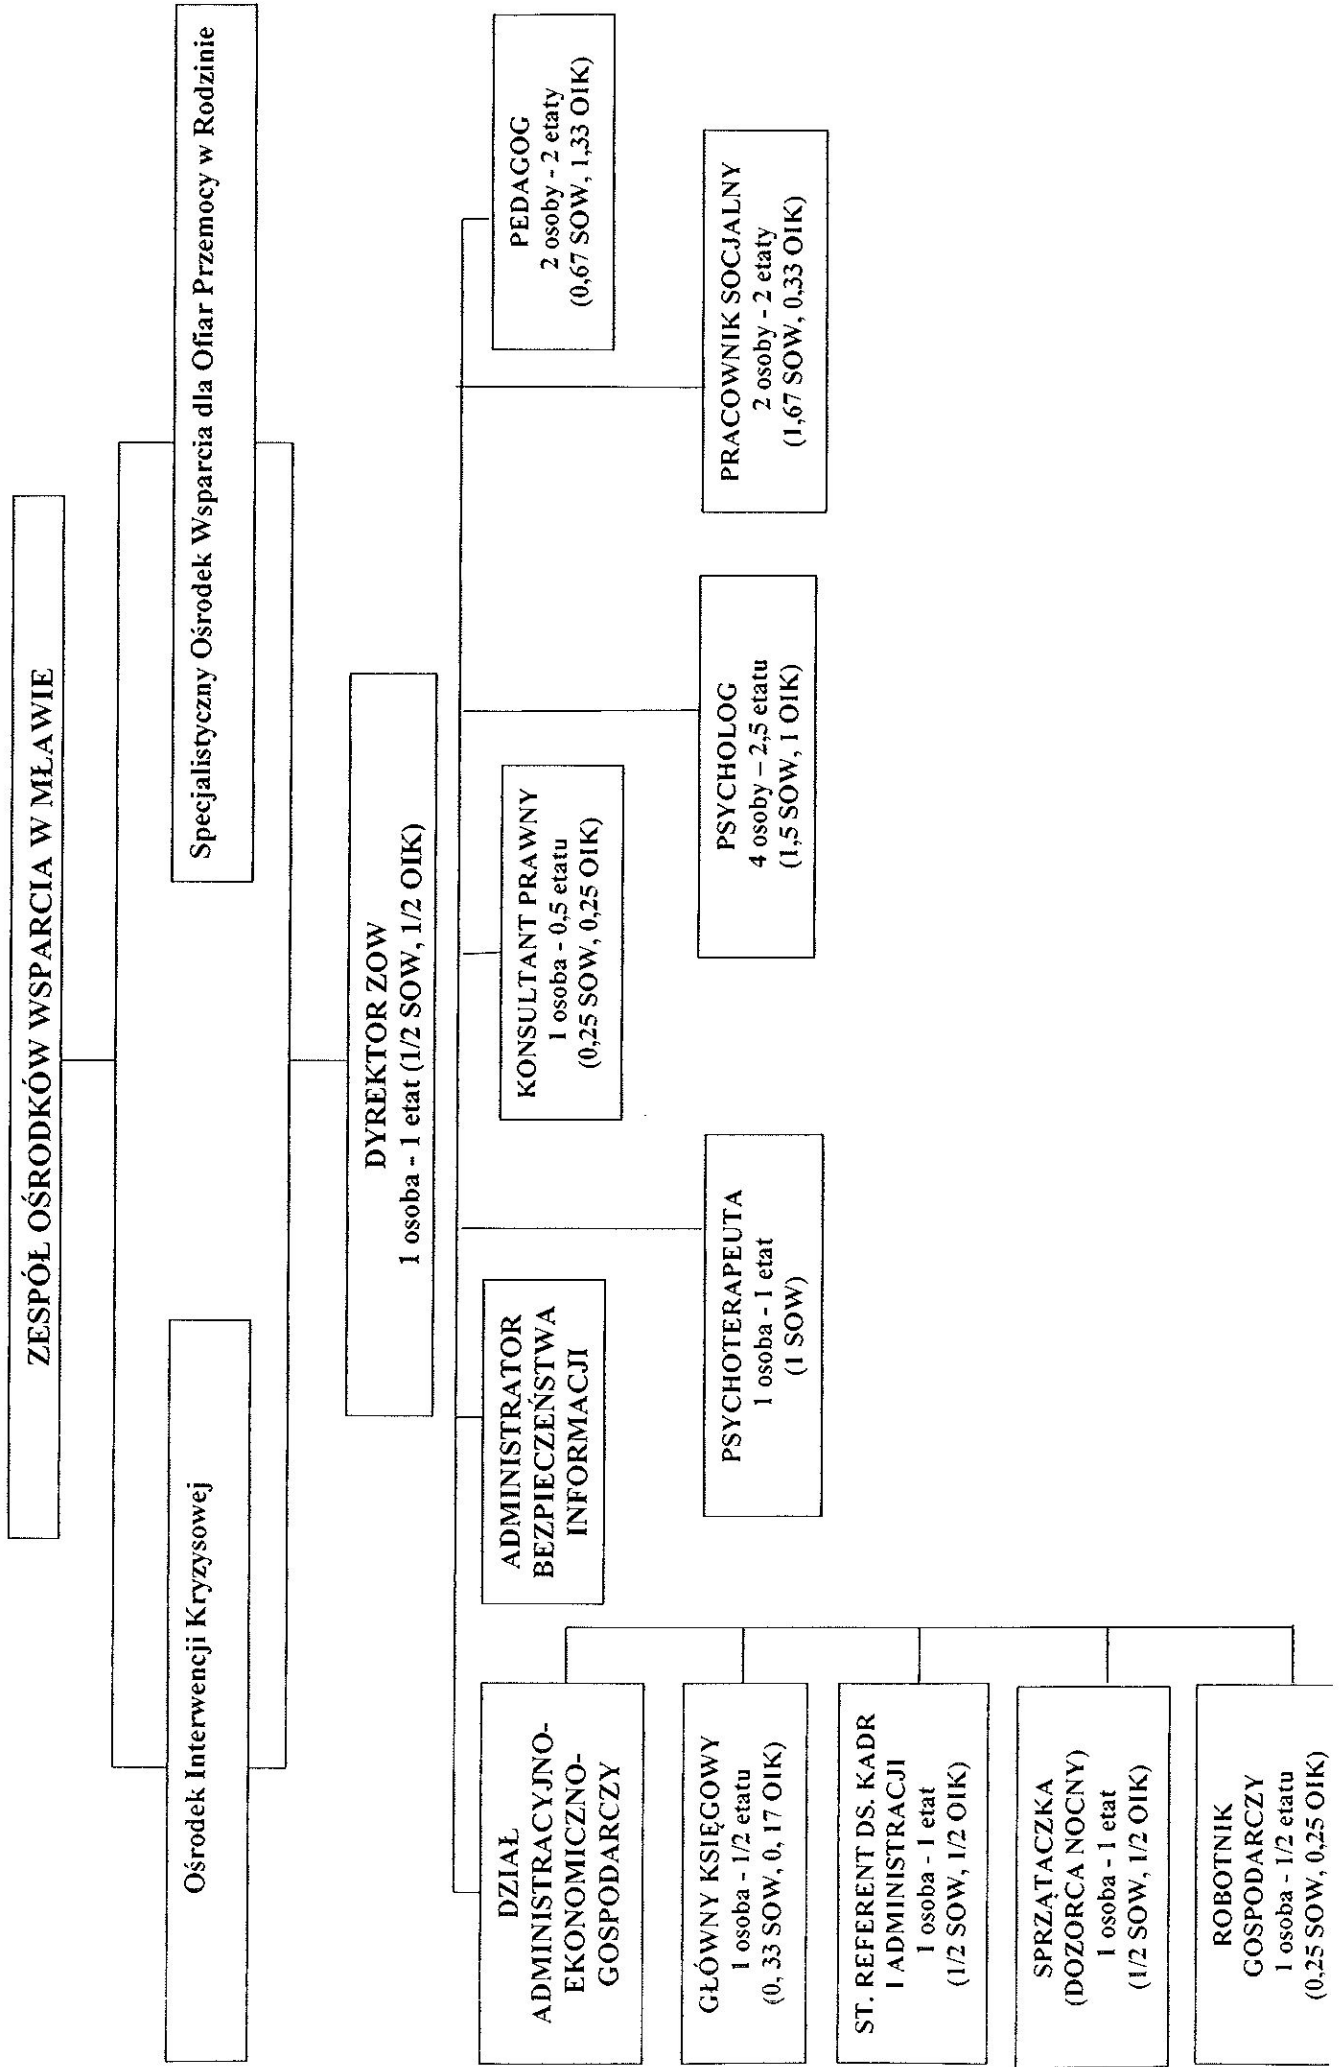 ZESPÓŁ OŚRODKÓW WSPARCIA W MŁAWIE
Ośrodek Interwencji Kryzysowej
Specjalistyczny Ośrodek Wsparcia dla Ofiar Przemocy w Rodzinie
DYREKTOR ZOW
1 osoba - 1 etat (1/2 SOW, 1/2 OIK)
DZIAŁ
ADMINISTRACYJNO-
EKONOMICZNO-
GOSPODARCZY
GŁÓWNY KSIĘGOWY
1 osoba - 1/2 etatu
(0, 33 SOW, 0, 17 OIK)
ST. REFERENT DS. KADR
I ADMINISTRACJI
1 osoba - 1 etat
(1/2 SOW, 1/2 OIK)
SPRZĄTACZKA
(DOZORCA NOCNY)
1 osoba - 1 etat
(1/2 SOW, 1/2 OIK)
ROBOTNIK
GOSPODARCZY
1 osoba - 1/2 etatu
(0,25 SOW, 0,25 OIK)
ADMINISTRATOR
BEZPIECZEŃSTWA
INFORMACJI
PSYCHOTERAPEUTA
1 osoba - 1 etat
(1 SOW)
KONSULTANT PRAWNY
1 osoba - 0,5 etatu
(0,25 SOW, 0,25 OIK)
PSYCHOLOG
4 osoby – 2,5 etatu
(1,5 SOW, 1 OIK)
PEDAGOG
2 osoby - 2 etaty
(0,67 SOW, 1,33 OIK)
PRACOWNIK SOCJALNY
2 osoby - 2 etaty
(1,67 SOW, 0,33 OIK)